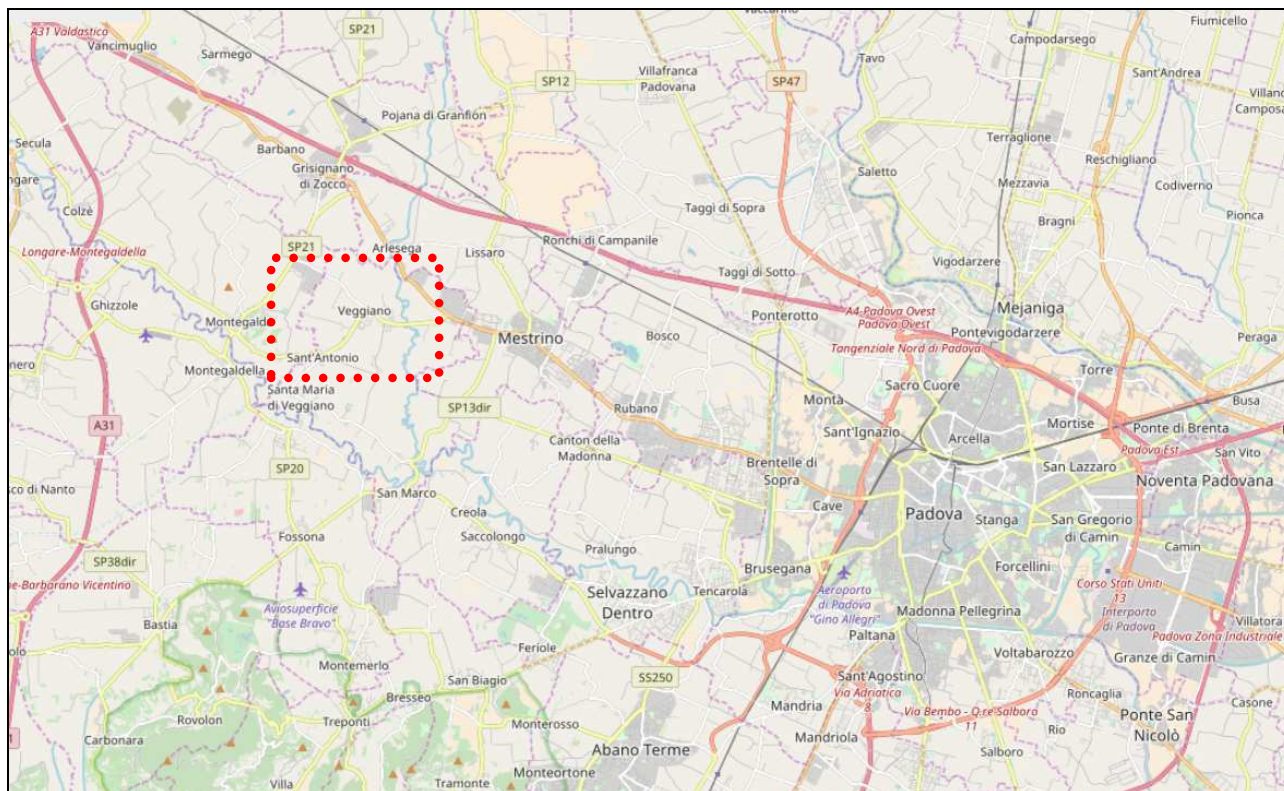 Vaccarino
Fiumicello
A31 Valdastico
Vancimuglio
SP21
Campodarsego
Sarmego
Tavo
Sant'Andrea
SP12
Villafranca
Padovana
SP47
Pojana di Granfion
Terraglione
Secula
Barbano
Reschigliano
Grisignano
di Zocco
Saletto
Mezzavia
Codiverno
Colzè
Taggi di Sopra
Bragni
Pionca
SP21
Arlesega
Lissaro
Ronchi di Campanile
Longare-Montegaldella
Vigodarzere
Taggi di Sotto
Ghizzole
Veggiano
Mejaniga
Montegald
Mestrino
Bosco
Ponterotto
A4-Padova Ovest
Padova Ovest
Pontevigodarzere
Peraga
Sant'Antonio
Tangenziale Nord di Padova
Montegaldella
Torre
Santa Maria
di Veggiano
Sacro Cuore
Busa
SP13dir
Rubano
Montà
A31
Mortise
Ponte di Brenta
Sant'Ignazio
Arcella
Canton della
Madonna
Padova Est
San Vito
SP20
Brentelle di
Sopra
San Lazzaro
Noventa Padovana
sco di Nanto
San Marco
Cave
Padova
Stanga
San Gregorio
di Camin
Creola
Fossona
Saccolongo
Camin
SP38dir
Pralungo
Brusegana
Forcellini
ne-Barbarano Vicentino
Selvazzano
Dentro
Tencarola
Aeroporto
di Padova
"Gino Allegri"
Corso Stati Uniti
13
Aviosuperficie
"Base Bravo"
Madonna Pellegrina
Interporto
di Padova
Bastia
Villatora
Paltana
Padova Zona Industriale
Feriole
Voltabarozzo
Granze di Camin
Montemerlo
San Biagio
SS250
Sant'Agostino
Bresseo
Via Adriatica
8
Roncaglia
Rovolon
Treponti
Mandria
Via Bembo - Q.re-Salboro
11
Casone
Monterosso
Ponte San
Nicolò
Carbonara
Abano Terme
Mandriola
Rio
Salboro
Villa
Tramonte
Monteortone